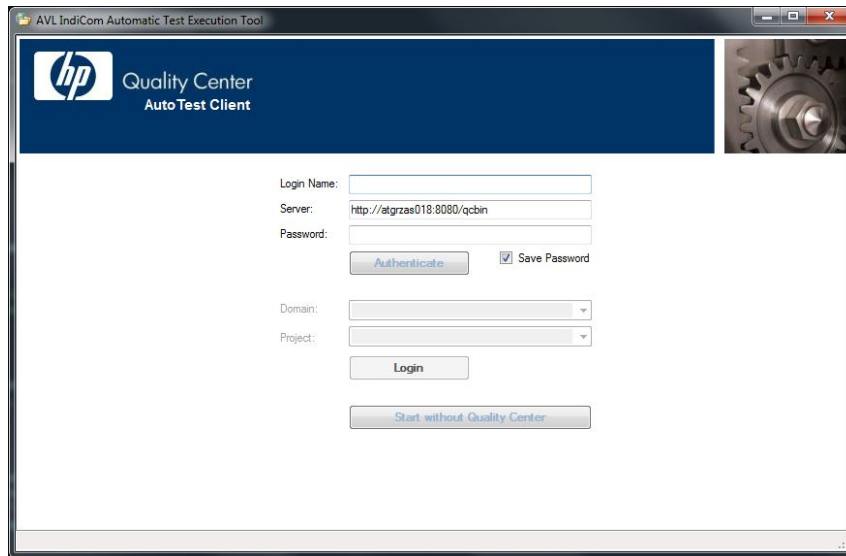 AVL IndiCom Automatic Test Execution Tool
hp
Quality Center
AutoTest Client
Login Name:
Server: http://atgrzas018:8080/qcbin
Password:
Authenticate Save Password
Domain:
Project:
Login
Start without Quality Center